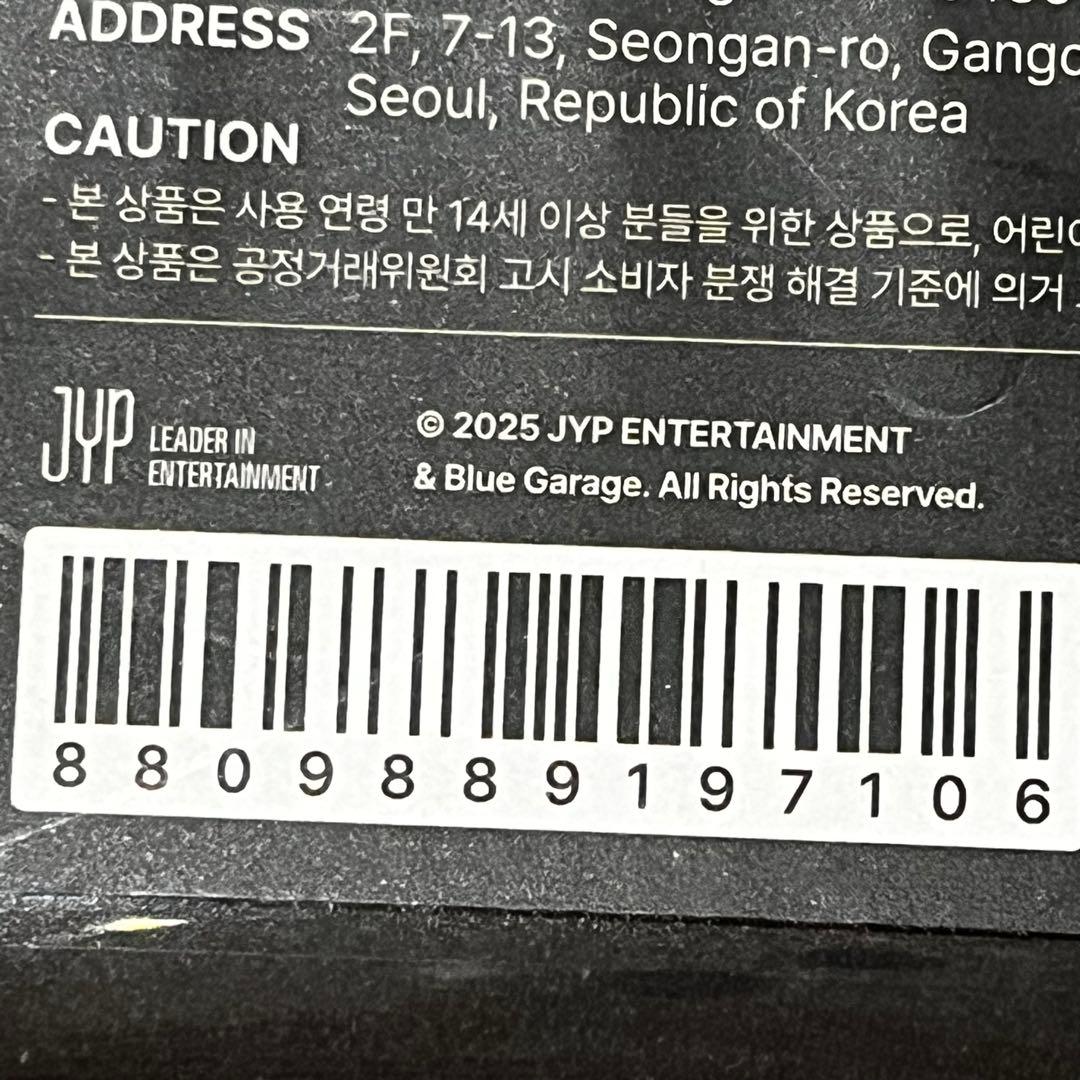 ADDRESS 2F, 7-13, Seongan-ro,
Seoul, Republic of Korea
CAUTION
- 본 상품은 사용 연령 만 14세 이상 분들을 위한 상품으로,
- 본 상품은 공정거래위원회 고시 소비자 분쟁 해결 기준에 의거
JYP LEADER IN
ENTERTAINMENT
© 2025 JYP ENTERTAINMENT
& Blue Garage. All Rights Reserved.
8809889197106